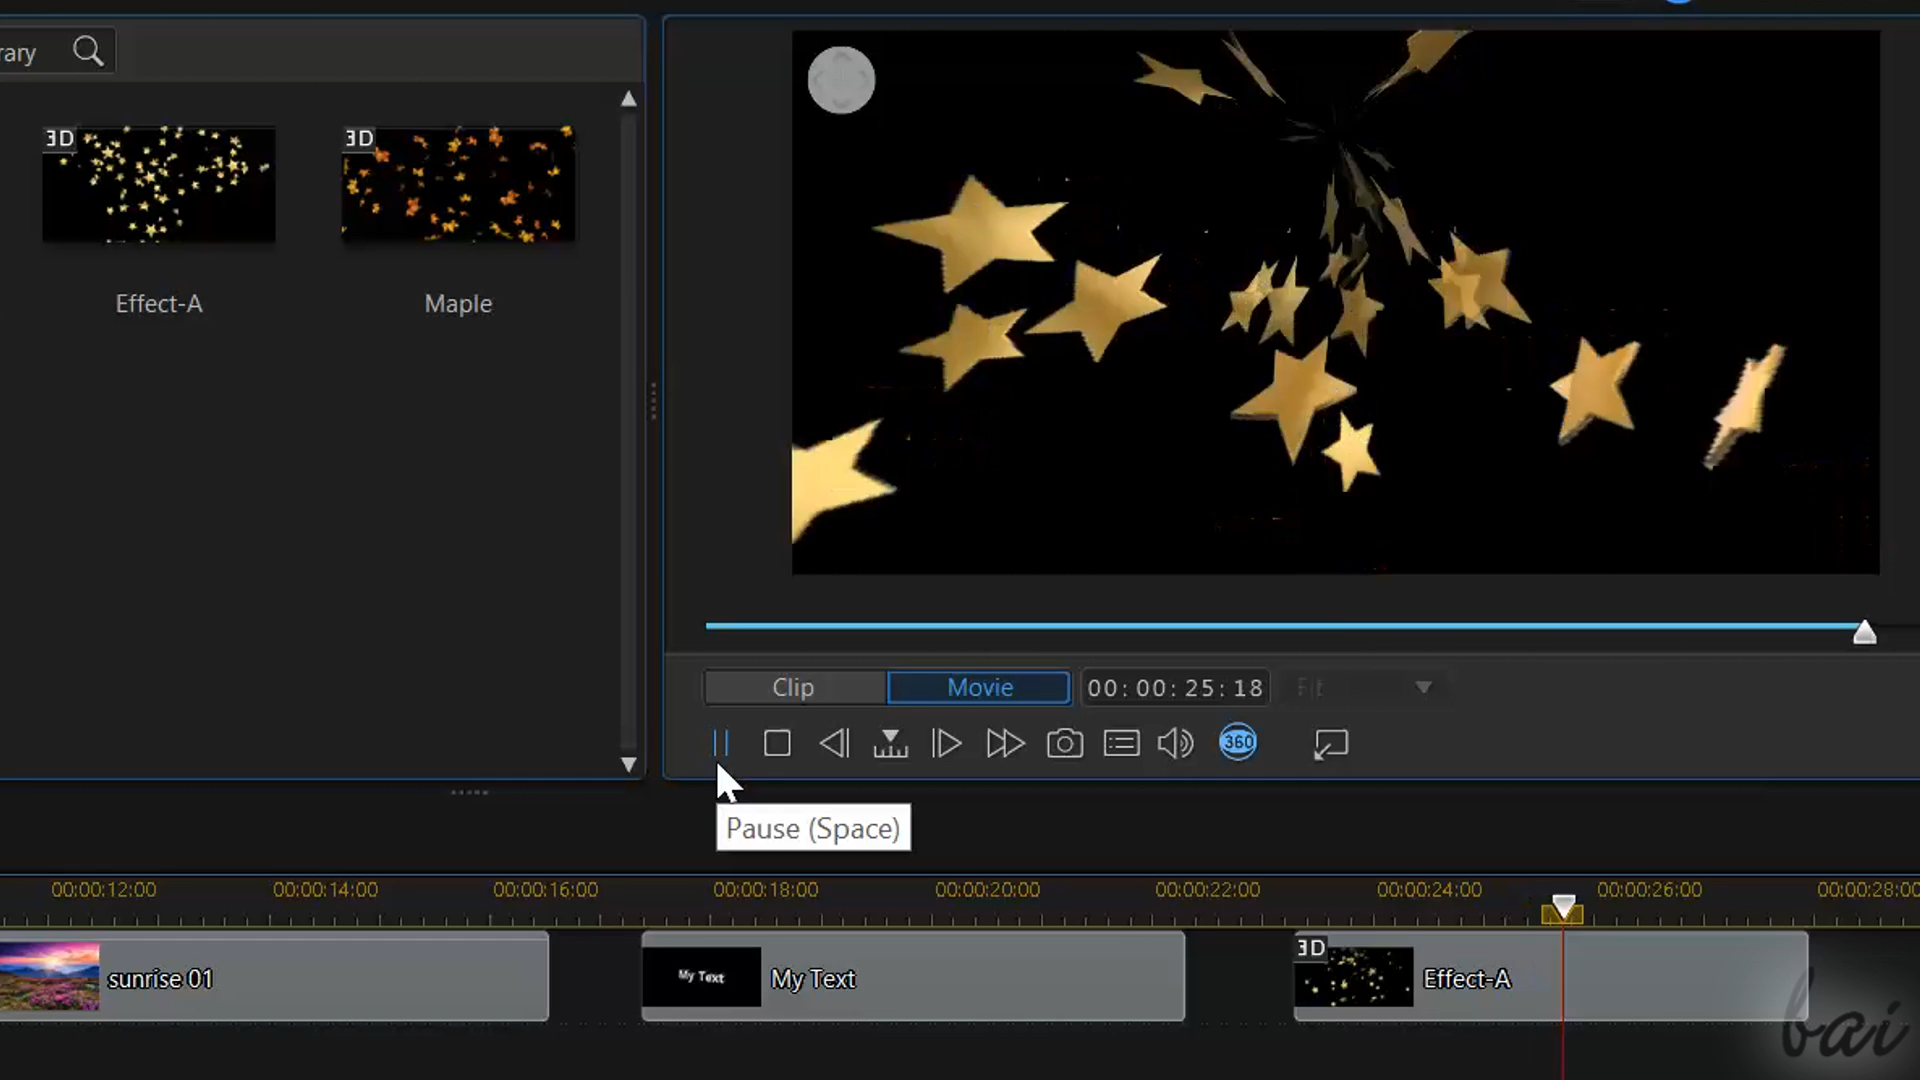 rary
3D
3D
Effect-A
Maple
Clip
Movie
00:00:25:18
Fit
360
Pause (Space)
00:00:12:00
00:00:14:00
00:00:16:00
00:00:18:00
00:00:20:00
00:00:22:00
00:00:24:00
00:00:26:00
00:00:28:00
sunrise 01
My Text
My Text
3D
Effect-A
bai